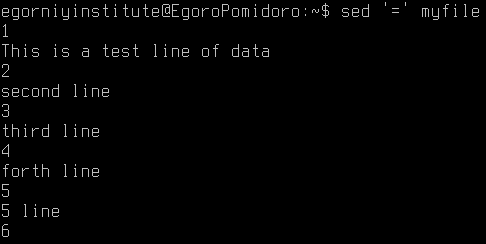 egorniyinstitute@EgoroPomidoro:~$ sed '=' myfile
1
This is a test line of data
2
second line
3
third line
4
forth line
5
5 line
6